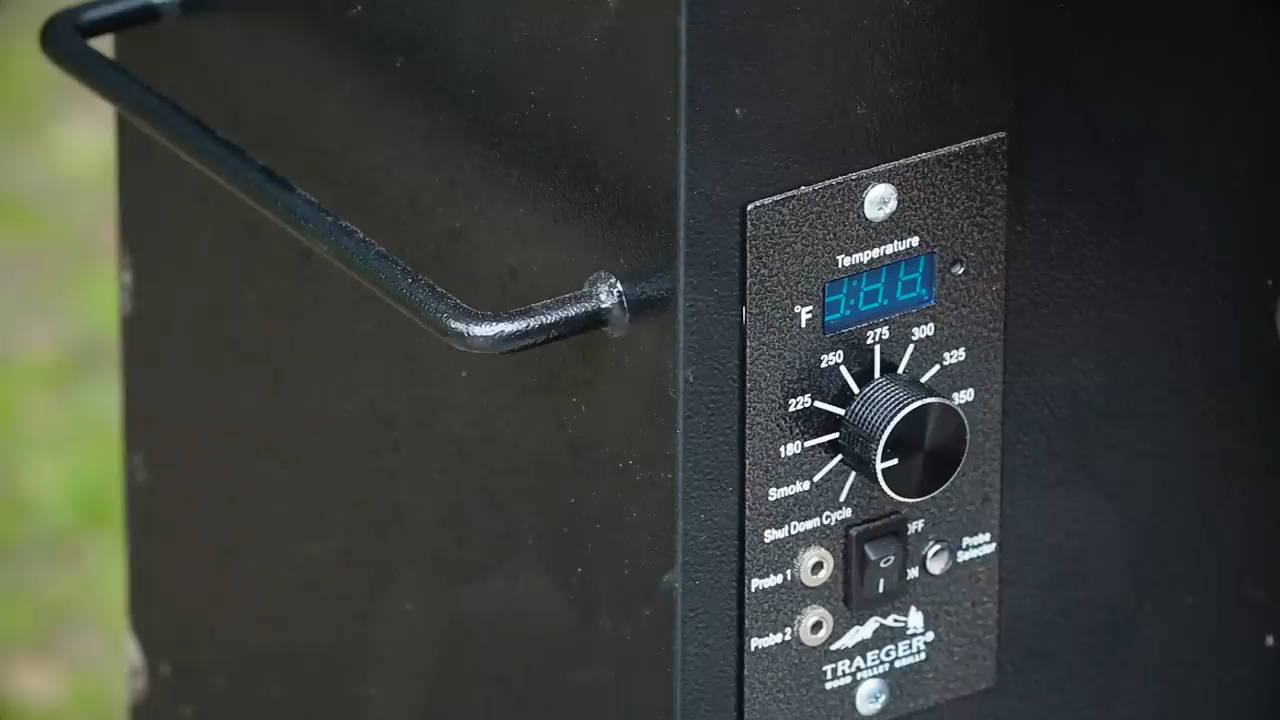 Temperature
°F
275
300
250
325
225
350
180
Smoke
Shut Down Cycle
OFF
Probe Selector
Probe 1
ON
Probe 2
TRAEGER®
WOOD PELLET GRILLS